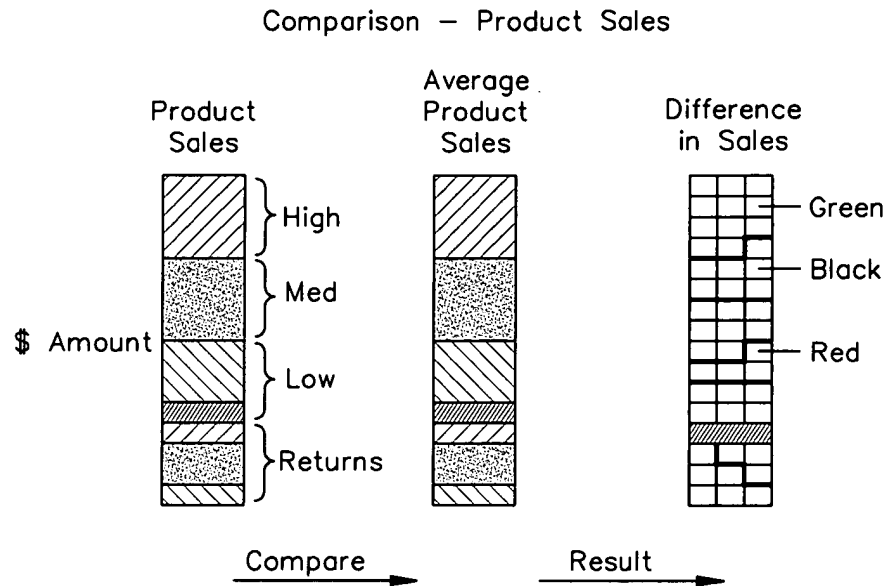 Comparison – Product Sales
Product
Sales
Average
Product
Sales
Difference
in Sales
High
Med
$ Amount
Low
Returns
Green
Black
Red
Compare
Result